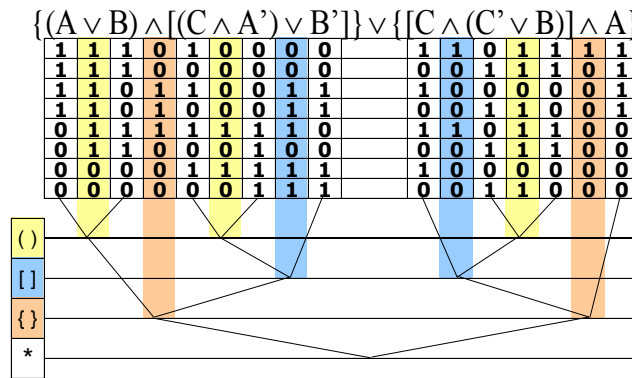 {(A ∨ B) ∧ [(C ∧ A’) ∨ B’]} ∨ {[C ∧ (C’ ∨ B)] ∧ A}
1 1 1 0 1 0 0 0 0 1 1 0 1 1 1 1
1 1 1 0 0 0 0 0 0 0 0 1 1 1 0 1
1 1 0 1 1 0 0 1 1 1 0 0 0 0 0 1
1 1 0 1 0 0 0 1 1 0 0 1 1 0 0 1
0 1 1 1 1 1 1 1 0 1 1 0 1 1 0 0
0 1 1 0 0 0 1 0 0 0 0 1 1 1 0 0
0 0 0 0 1 1 1 1 1 1 0 0 0 0 0 0
0 0 0 0 0 0 1 1 1 0 0 1 1 0 0 0
( )
[ ]
{ }
*